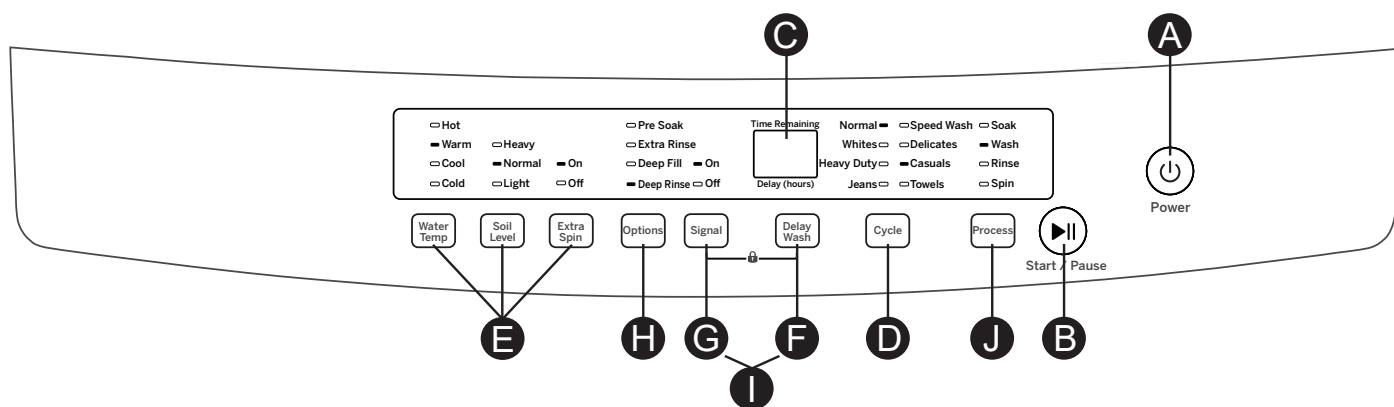 C
A
Hot
Warm
Cool
Cold
Heavy
Normal
Light
On
Off
Pre Soak
Extra Rinse
Deep Fill
Deep Rinse
On
Off
Time Remaining
Delay (hours)
Normal
Whites
Heavy Duty
Jeans
Speed Wash
Delicates
Casuals
Towels
Soak
Wash
Rinse
Spin
Power
Water
Temp
Soil
Level
Extra
Spin
Options
Signal
Delay
Wash
Cycle
Process
Start / Pause
E
H
G
F
D
J
B
I